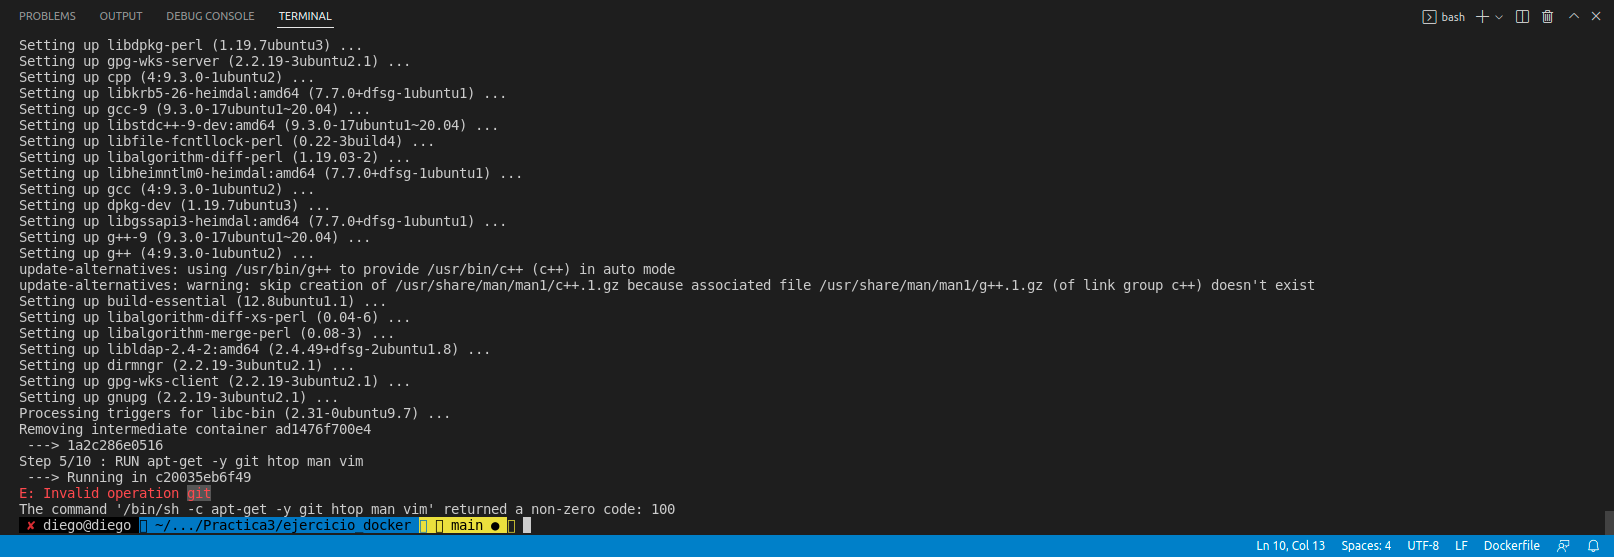 PROBLEMS OUTPUT DEBUG CONSOLE TERMINAL bash
Setting up libdpkg-perl (1.19.7ubuntu3) ...
Setting up gpg-wks-server (2.2.19-3ubuntu2.1) ...
Setting up cpp (4:9.3.0-1ubuntu2) ...
Setting up libkrb5-26-heimdal:amd64 (7.7.0+dfsg-1ubuntu1) ...
Setting up gcc-9 (9.3.0-17ubuntu1~20.04) ...
Setting up libstdc++-9-dev:amd64 (9.3.0-17ubuntu1~20.04) ...
Setting up libfile-fcntllock-perl (0.22-3build4) ...
Setting up libalgorithm-diff-perl (1.19.03-2) ...
Setting up libheimntlm0-heimdal:amd64 (7.7.0+dfsg-1ubuntu1) ...
Setting up gcc (4:9.3.0-1ubuntu2) ...
Setting up dpkg-dev (1.19.7ubuntu3) ...
Setting up libgssapi3-heimdal:amd64 (7.7.0+dfsg-1ubuntu1) ...
Setting up g++-9 (9.3.0-17ubuntu1~20.04) ...
Setting up g++ (4:9.3.0-1ubuntu2) ...
update-alternatives: using /usr/bin/g++ to provide /usr/bin/c++ (c++) in auto mode
update-alternatives: warning: skip creation of /usr/share/man/man1/c++.1.gz because associated file /usr/share/man/man1/g++.1.gz (of link group c++) doesn't exist
Setting up build-essential (12.8ubuntu1.1) ...
Setting up libalgorithm-diff-xs-perl (0.04-6) ...
Setting up libalgorithm-merge-perl (0.08-3) ...
Setting up libldap-2.4-2:amd64 (2.4.49+dfsg-2ubuntu1.8) ...
Setting up dirmngr (2.2.19-3ubuntu2.1) ...
Setting up gpg-wks-client (2.2.19-3ubuntu2.1) ...
Setting up gnupg (2.2.19-3ubuntu2.1) ...
Processing triggers for libc-bin (2.31-0ubuntu9.7) ...
Removing intermediate container ad1476f700e4
---> 1a2c286e0516
Step 5/10 : RUN apt-get -y git htop man vim
---> Running in c20035eb6f49
E: Invalid operation git
The command '/bin/sh -c apt-get -y git htop man vim' returned a non-zero code: 100
✘ diego@diego ~/.../Practica3/ejercicio_docker main ●
Ln 10, Col 13 Spaces: 4 UTF-8 LF Dockerfile